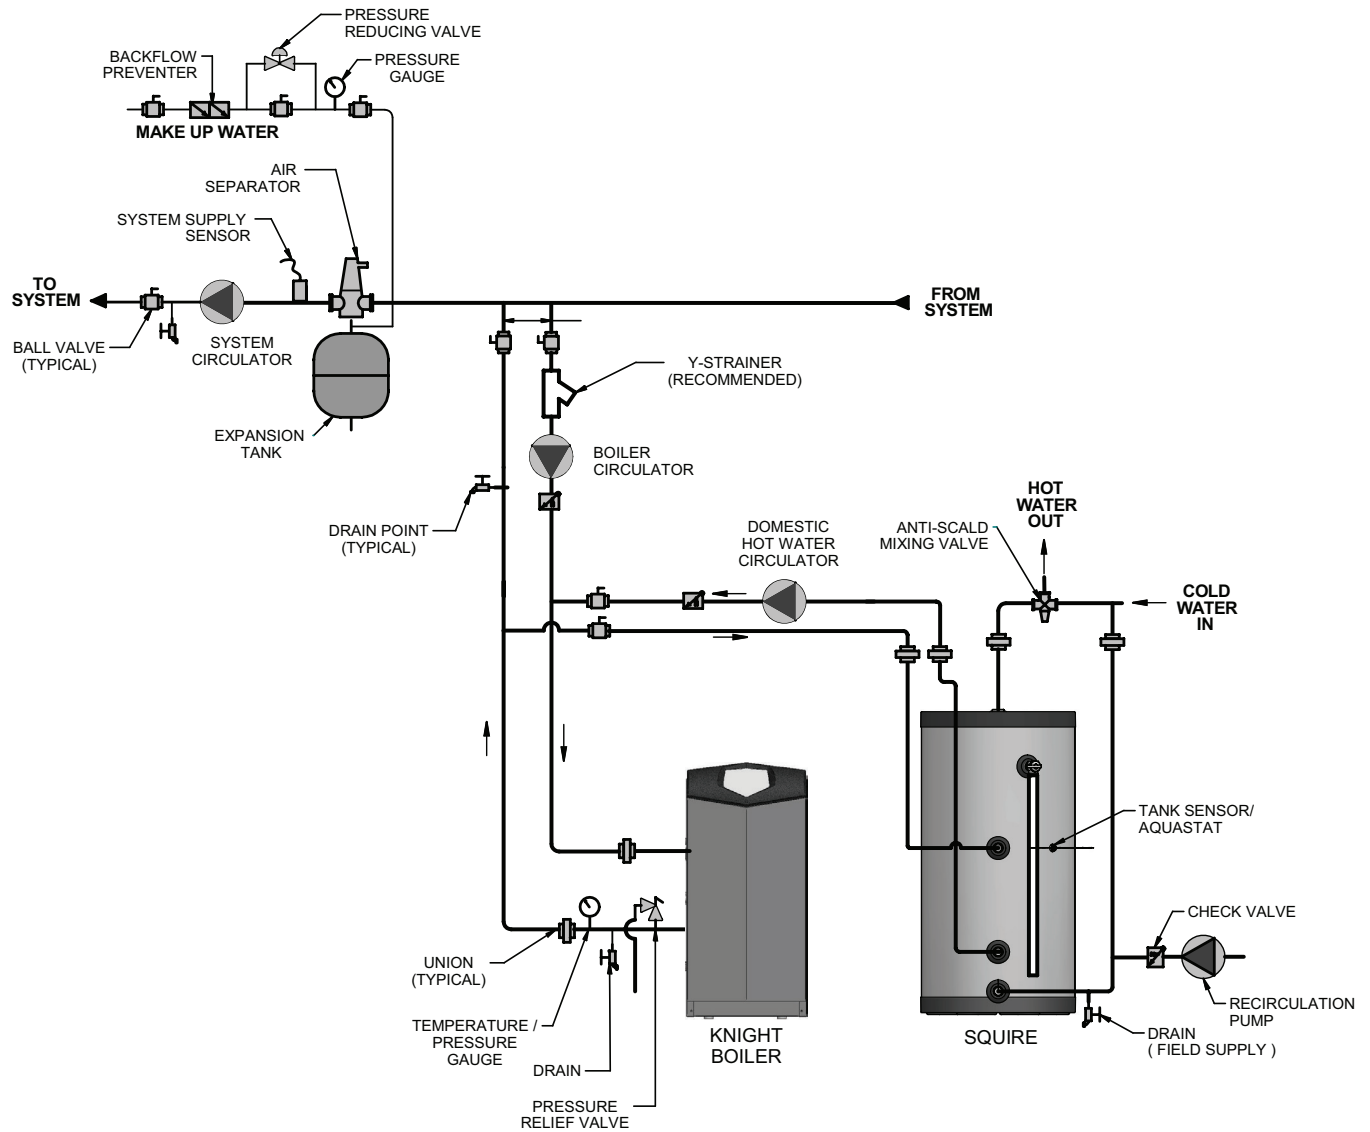 PRESSURE
REDUCING VALVE
BACKFLOW
PREVENTER
PRESSURE
GAUGE
MAKE UP WATER
AIR
SEPARATOR
SYSTEM SUPPLY
SENSOR
TO
SYSTEM
FROM
SYSTEM
BALL VALVE
(TYPICAL)
SYSTEM
CIRCULATOR
Y-STRAINER
(RECOMMENDED)
EXPANSION
TANK
BOILER
CIRCULATOR
DRAIN POINT
(TYPICAL)
DOMESTIC
HOT WATER
CIRCULATOR
HOT
WATER
OUT
ANTI-SCALD
MIXING VALVE
COLD
WATER
IN
TANK SENSOR/
AQUASTAT
CHECK VALVE
UNION
(TYPICAL)
RECIRCULATION
PUMP
TEMPERATURE /
PRESSURE
GAUGE
DRAIN
PRESSURE
RELIEF VALVE
KNIGHT
BOILER
SQUIRE
DRAIN
( FIELD SUPPLY )